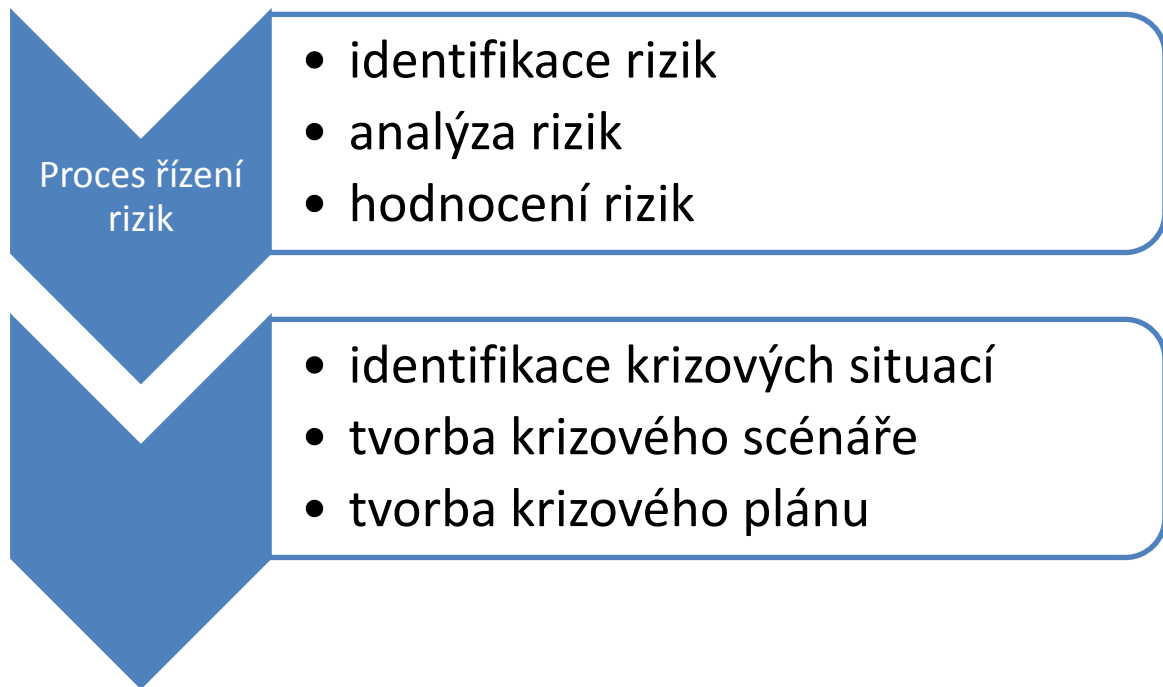 Proces řízení
rizik
• identifikace rizik
• analýza rizik
• hodnocení rizik
• identifikace krizových situací
• tvorba krizového scénáře
• tvorba krizového plánu